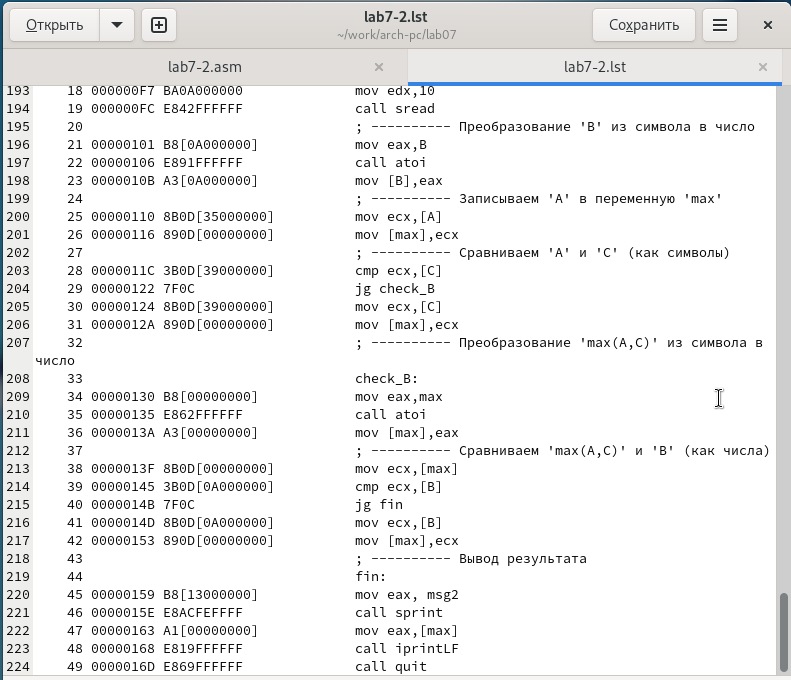 lab7-2.lst
Открыть
Сохранить
~/work/arch-pc/lab07
lab7-2.asm
lab7-2.lst
193 18 000000F7 BA0A000000 mov edx,10
194 19 000000FC E842FFFFFF call sread
195 20 ; ---------- Преобразование 'B' из символа в число
196 21 00000101 B8[0A000000] mov eax,B
197 22 00000106 E891FFFFFF call atoi
198 23 0000010B A3[0A000000] mov [B],eax
199 24 ; ---------- Записываем 'A' в переменную 'max'
200 25 00000110 8B0D[35000000] mov ecx,[A]
201 26 00000116 890D[00000000] mov [max],ecx
202 27 ; ---------- Сравниваем 'A' и 'C' (как символы)
203 28 0000011C 3B0D[39000000] cmp ecx,[C]
204 29 00000122 7F0C jg check_B
205 30 00000124 8B0D[39000000] mov ecx,[C]
206 31 0000012A 890D[00000000] mov [max],ecx
207 32 ; ---------- Преобразование 'max(A,C)' из символа в
число
208 33 check_B:
209 34 00000130 B8[00000000] mov eax,max
210 35 00000135 E862FFFFFF call atoi
211 36 0000013A A3[00000000] mov [max],eax
212 37 ; ---------- Сравниваем 'max(A,C)' и 'B' (как числа)
213 38 0000013F 8B0D[00000000] mov ecx,[max]
214 39 00000145 3B0D[0A000000] cmp ecx,[B]
215 40 0000014B 7F0C jg fin
216 41 0000014D 8B0D[0A000000] mov ecx,[B]
217 42 00000153 890D[00000000] mov [max],ecx
218 43 ; ---------- Вывод результата
219 44 fin:
220 45 00000159 B8[13000000] mov eax, msg2
221 46 0000015E E8ACFEFFFF call sprint
222 47 00000163 A1[00000000] mov eax,[max]
223 48 00000168 E819FFFFFF call iprintLF
224 49 0000016D E869FFFFFF call quit